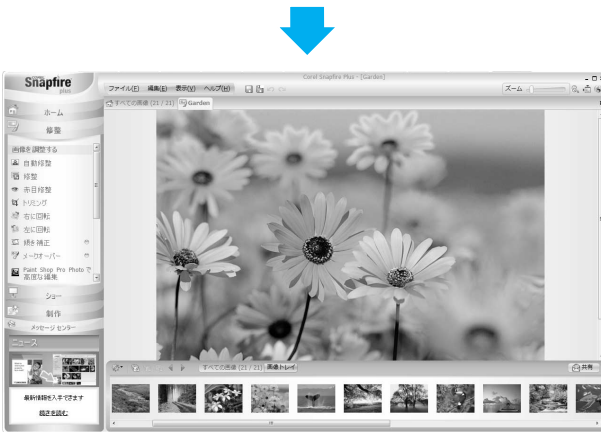 Corel Snapfire Plus - [Garden]
Snapfire
plus
ファイル(F) 編集(E) 表示(V) ヘルプ(H)
ズーム
すべての画像 (21 / 21) Garden
ホーム
修整
画像を調整する
自動修整
修整
赤目修整
トリミング
右に回転
左に回転
傾き補正
メークオーバー
Paint Shop Pro Photo で
高度な編集
ショー
制作
メッセージ センター
ニュース
最新情報を入手できます
続きを読む
すべての画像 (21 / 21) 画像トレイ
共有